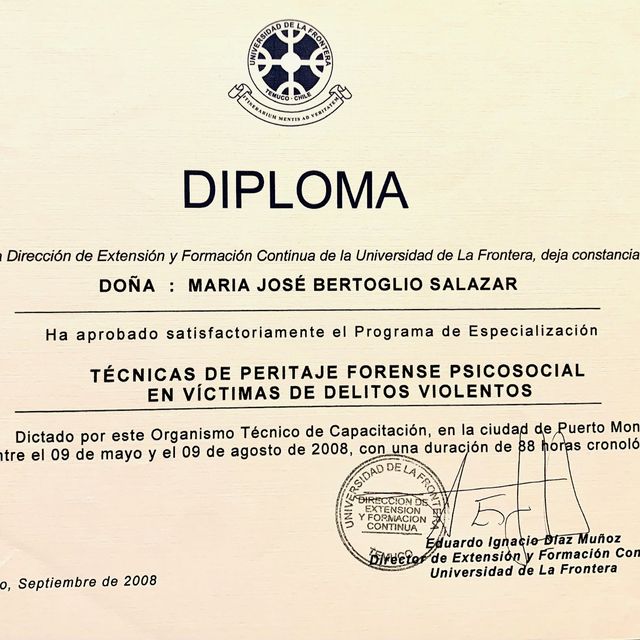 UNIVERSIDAD DE LA FRONTERA
TEMUCO - CHILE
ITINERARIUM MENTIS AD VERITATEM
DIPLOMA
Dirección de Extensión y Formación Continua de la Universidad de La Frontera, deja constancia
DOÑA : MARIA JOSÉ BERTOGLIO SALAZAR
Ha aprobado satisfactoriamente el Programa de Especialización
TÉCNICAS DE PERITAJE FORENSE PSICOSOCIAL
EN VÍCTIMAS DE DELITOS VIOLENTOS
Dictado por este Organismo Técnico de Capacitación, en la ciudad de Puerto Mon
ntre el 09 de mayo y el 09 de agosto de 2008, con una duración de 88 horas cronoló
UNIVERSIDAD DE LA FRONTERA
DIRECCIÓN DE
EXTENSIÓN
Y FORMACIÓN
CONTINUA
TEMUCO
Eduardo Ignacio Díaz Muñoz
Director de Extensión y Formación Con
Universidad de La Frontera
o, Septiembre de 2008